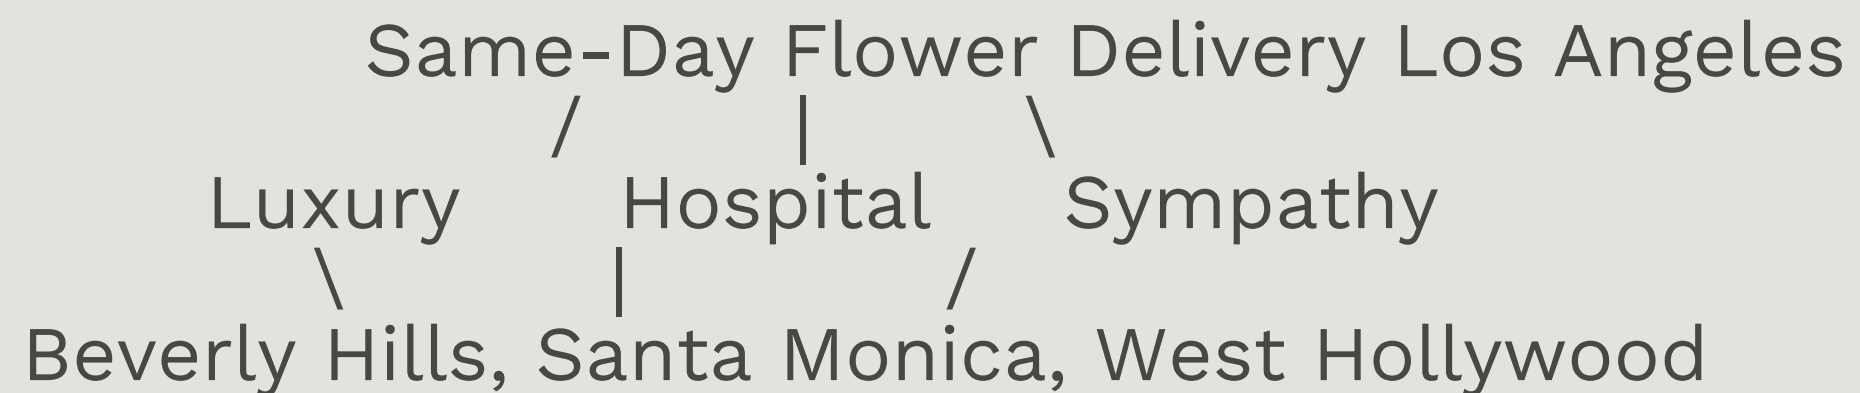 Same-Day Flower Delivery Los Angeles
/ | \
Luxury Hospital Sympathy
\ | /
Beverly Hills, Santa Monica, West Hollywood